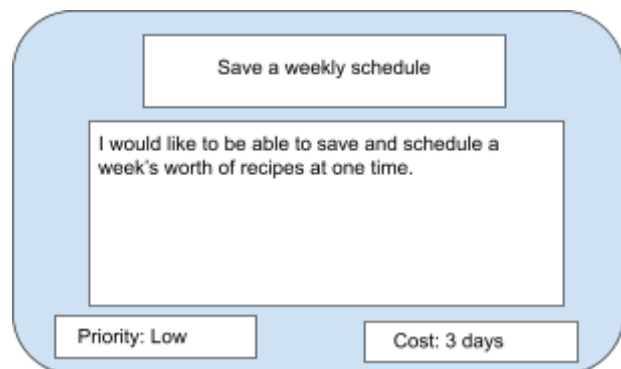 Save a weekly schedule
I would like to be able to save and schedule a
week's worth of recipes at one time.
Priority: Low
Cost: 3 days